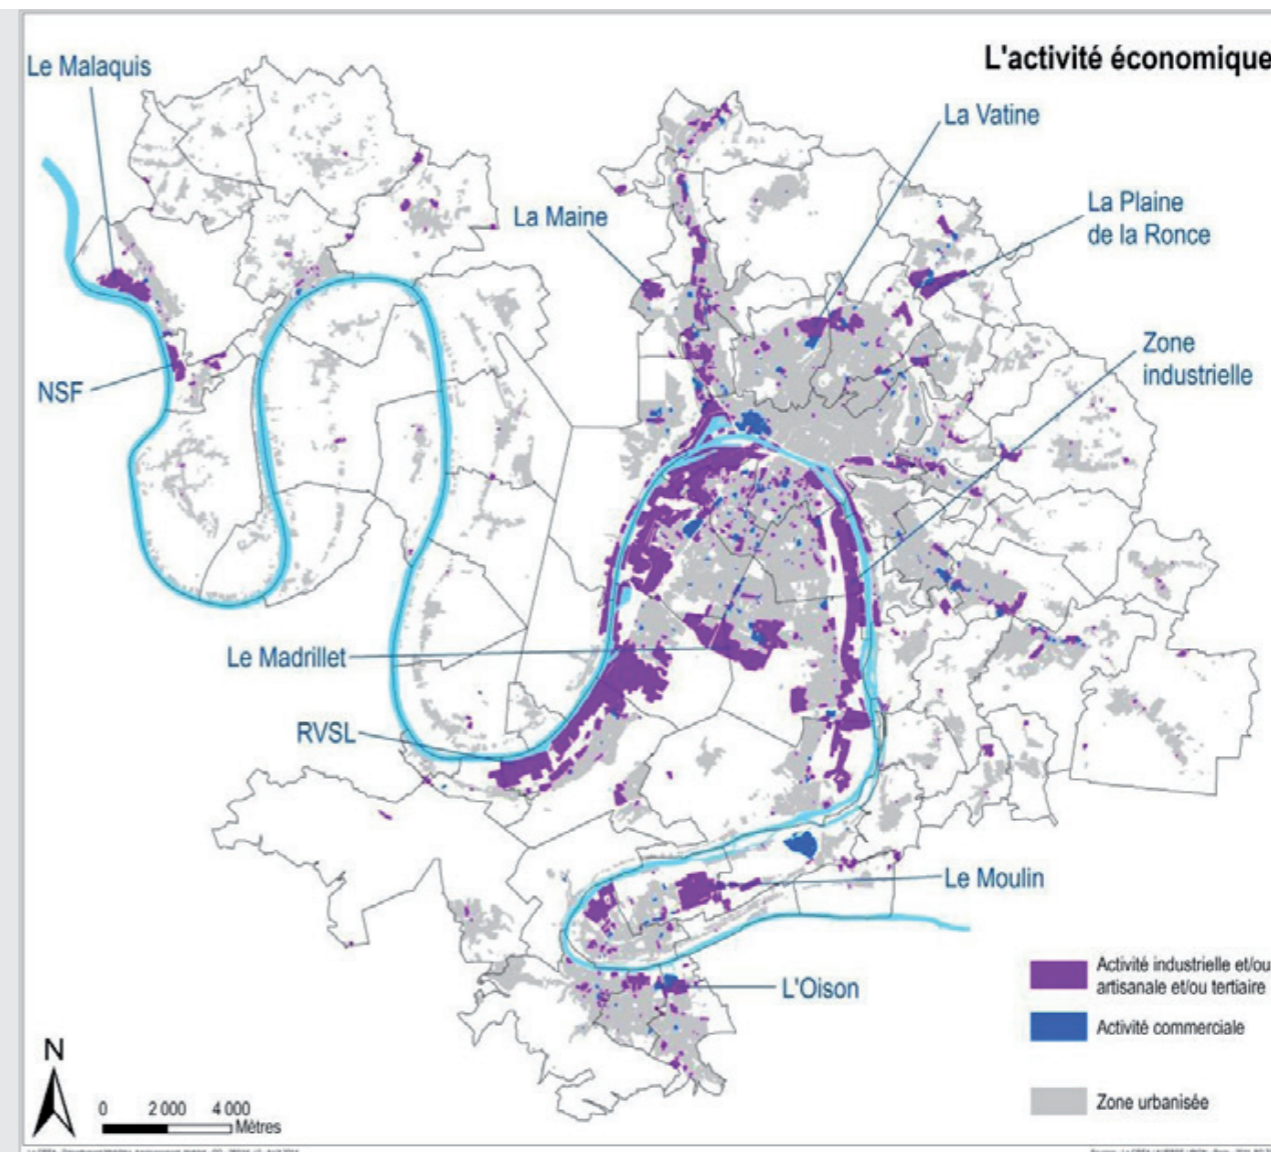 L'activité économique
Le Malaquis
La Vatine
La Maine
La Plaine
de la Ronce
Zone
industrielle
NSF
Le Madrillet
RVSL
Le Moulin
L'Oison
Activité industrielle et/ou
artisanale et/ou tertiaire
Activité commerciale
Zone urbanisée
N
0 2 000 4 000
Mètres